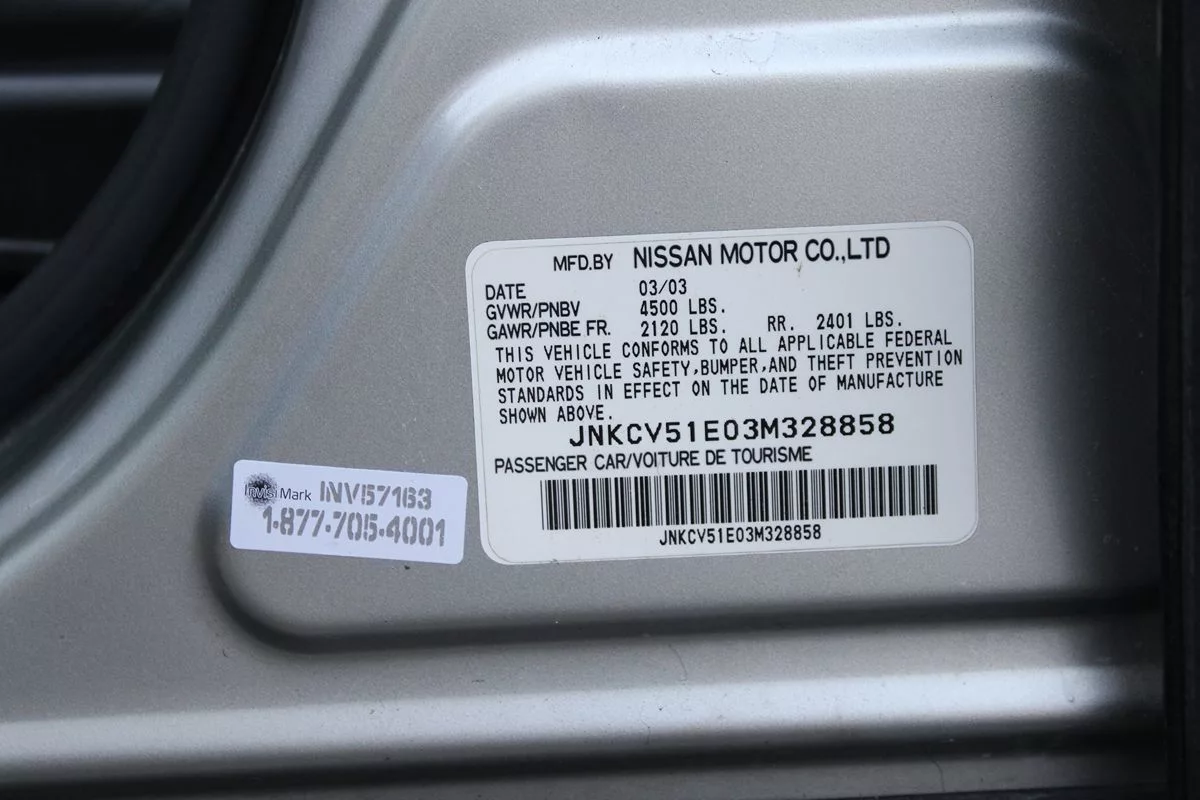 MFD.BY NISSAN MOTOR CO.,LTD
DATE 03/03
GVWR/PNBV 4500 LBS.
GAWR/PNBE FR. 2120 LBS. RR. 2401 LBS.
THIS VEHICLE CONFORMS TO ALL APPLICABLE FEDERAL
MOTOR VEHICLE SAFETY,BUMPER,AND THEFT PREVENTION
STANDARDS IN EFFECT ON THE DATE OF MANUFACTURE
SHOWN ABOVE.
JNKCV51E03M328858
PASSENGER CAR/VOITURE DE TOURISME
JNKCV51E03M328858
InvisiMark INV57163
1-877-705-4001